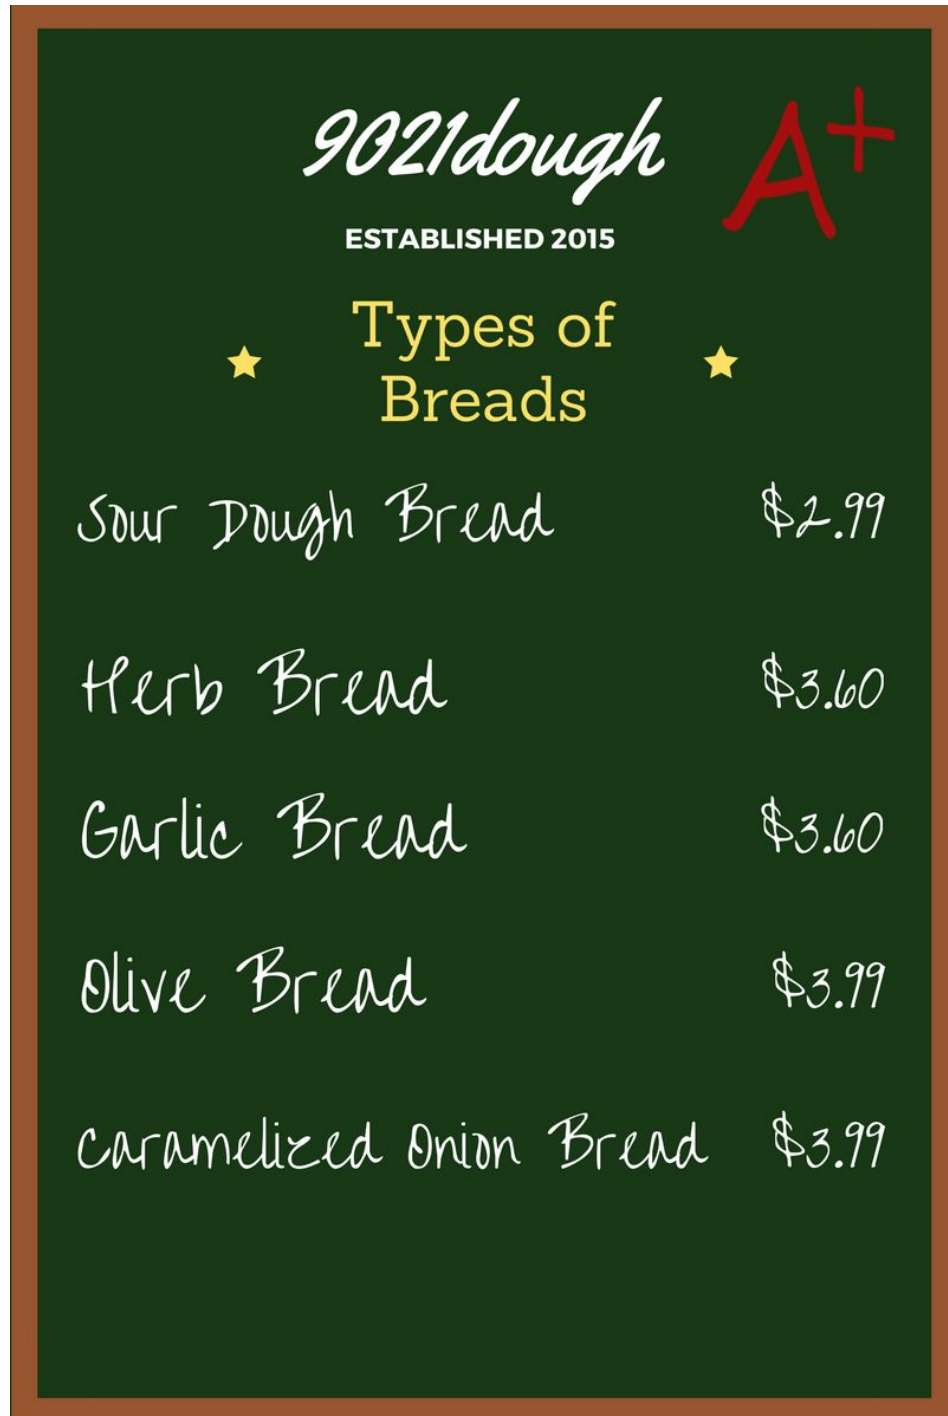 9021dough
A+
ESTABLISHED 2015
Types of
Breads
Sour Dough Bread $2.99
Herb Bread $3.60
Garlic Bread $3.60
Olive Bread $3.99
Caramelized Onion Bread $3.99